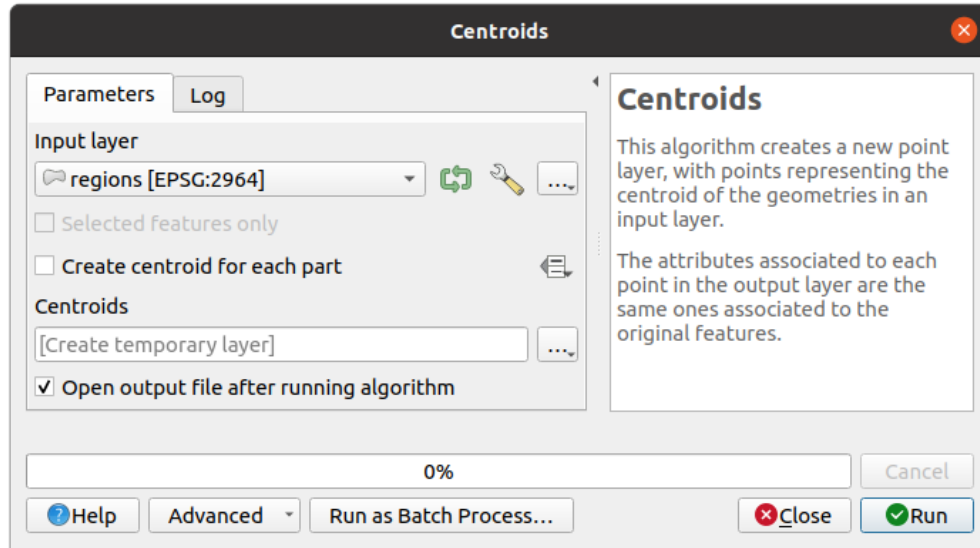 Centroids
Parameters
Log
Input layer
regions [EPSG:2964]
...
Selected features only
Create centroid for each part
Centroids
[Create temporary layer]
...
Open output file after running algorithm
Centroids
This algorithm creates a new point
layer, with points representing the
centroid of the geometries in an
input layer.
The attributes associated to each
point in the output layer are the
same ones associated to the
original features.
0%
Cancel
?
Help
Advanced
Run as Batch Process...
Close
Run